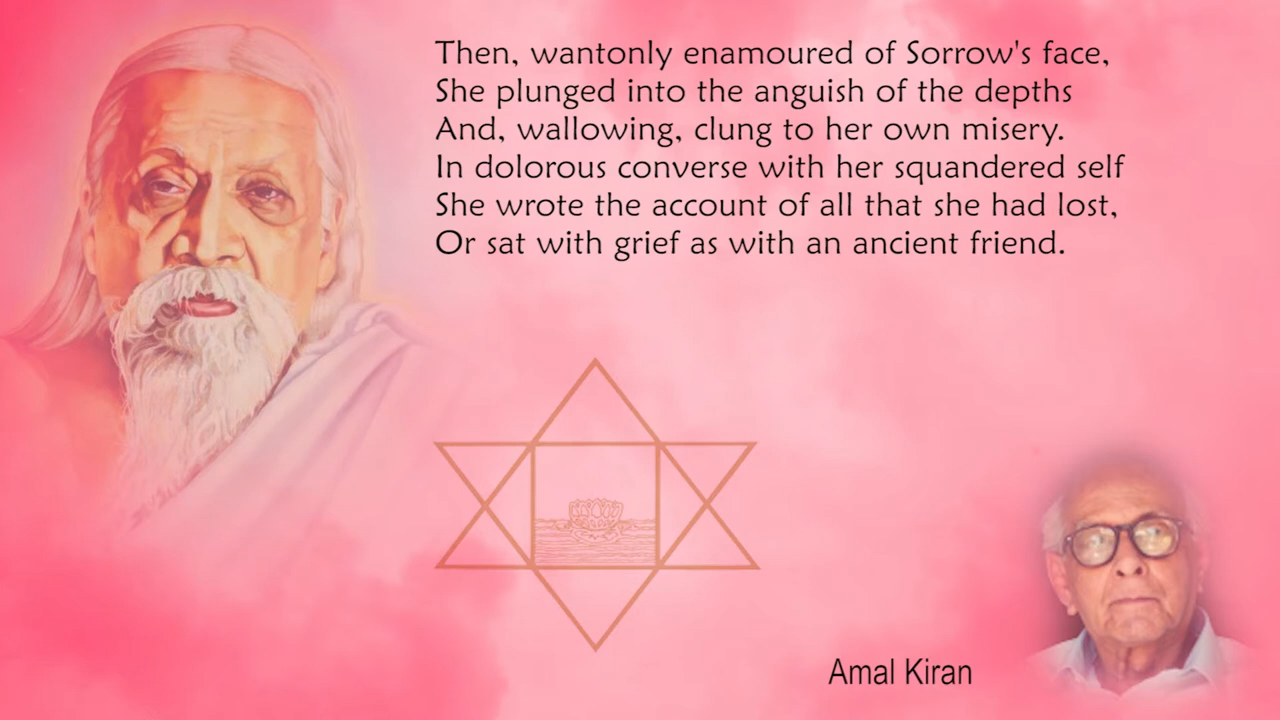 Then, wantonly enamoured of Sorrow's face,
She plunged into the anguish of the depths
And, wallowing, clung to her own misery.
In dolorous converse with her squandered self
She wrote the account of all that she had lost,
Or sat with grief as with an ancient friend.
Amal Kiran